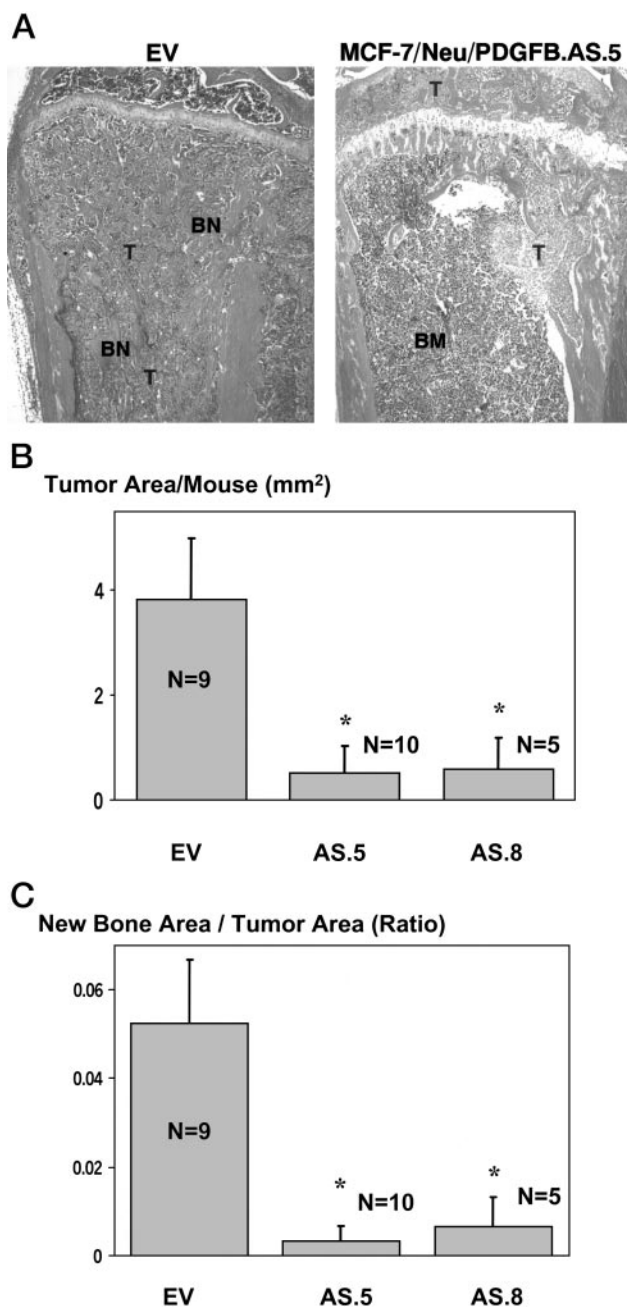 A
EV MCF-7/Neu/PDGFB.AS.5
T
BN
T
T
BN
BM
T
B
Tumor Area/Mouse (mm²)
4
N=9
2
* *
N=10 N=5
0
EV AS.5 AS.8
C
New Bone Area / Tumor Area (Ratio)
0.06
0.04
N=9
0.02
* *
N=10 N=5
0
EV AS.5 AS.8